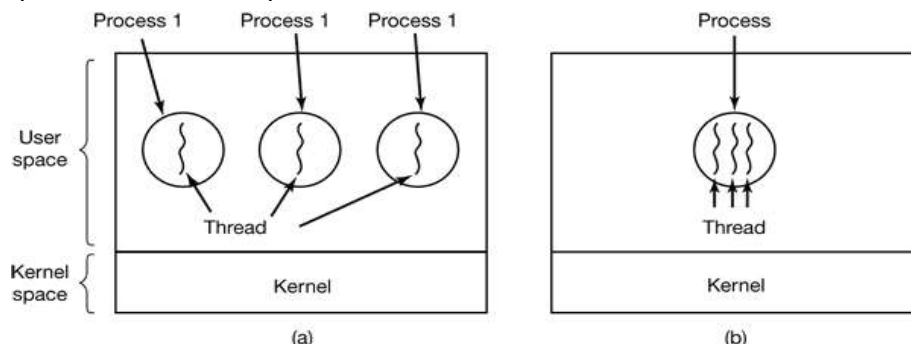 Process 1 Process 1 Process 1
Process
User
space
Thread
Thread
Kernel
space
Kernel
Kernel
(a)
(b)